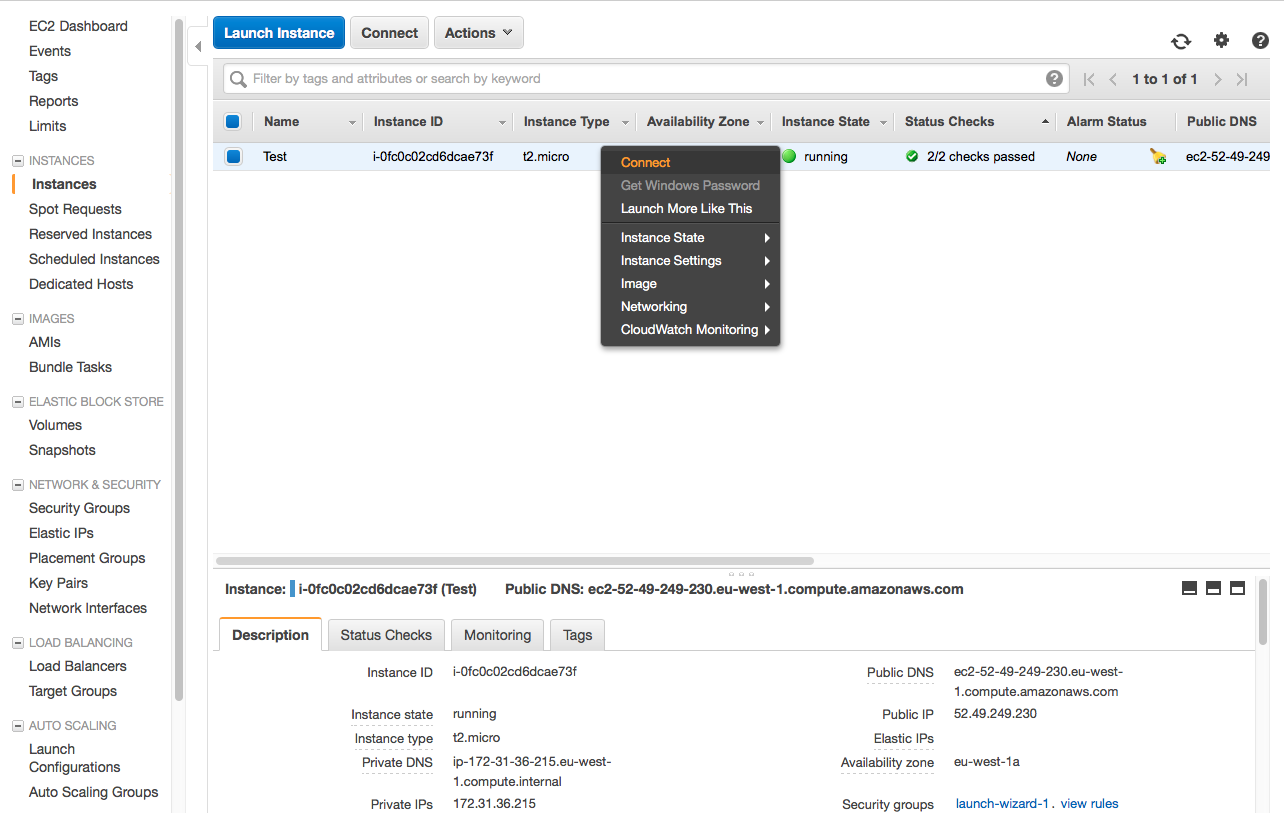 EC2 Dashboard
Events
Tags
Reports
Limits
INSTANCES
Instances
Spot Requests
Reserved Instances
Scheduled Instances
Dedicated Hosts
IMAGES
AMIs
Bundle Tasks
ELASTIC BLOCK STORE
Volumes
Snapshots
NETWORK & SECURITY
Security Groups
Elastic IPs
Placement Groups
Key Pairs
Network Interfaces
LOAD BALANCING
Load Balancers
Target Groups
AUTO SCALING
Launch
Configurations
Auto Scaling Groups
Launch Instance Connect Actions
Filter by tags and attributes or search by keyword 1 to 1 of 1
Name Instance ID Instance Type Availability Zone Instance State Status Checks Alarm Status Public DNS
Test i-0fc0c02cd6dcae73f t2.micro running 2/2 checks passed None ec2-52-49-249
Connect
Get Windows Password
Launch More Like This
Instance State
Instance Settings
Image
Networking
CloudWatch Monitoring
Instance: i-0fc0c02cd6dcae73f (Test) Public DNS: ec2-52-49-249-230.eu-west-1.compute.amazonaws.com
Description Status Checks Monitoring Tags
Instance ID i-0fc0c02cd6dcae73f
Instance state running
Instance type t2.micro
Private DNS ip-172-31-36-215.eu-west-
1.compute.internal
Private IPs 172.31.36.215
Public DNS ec2-52-49-249-230.eu-west-
1.compute.amazonaws.com
Public IP 52.49.249.230
Elastic IPs
Availability zone eu-west-1a
Security groups launch-wizard-1. view rules